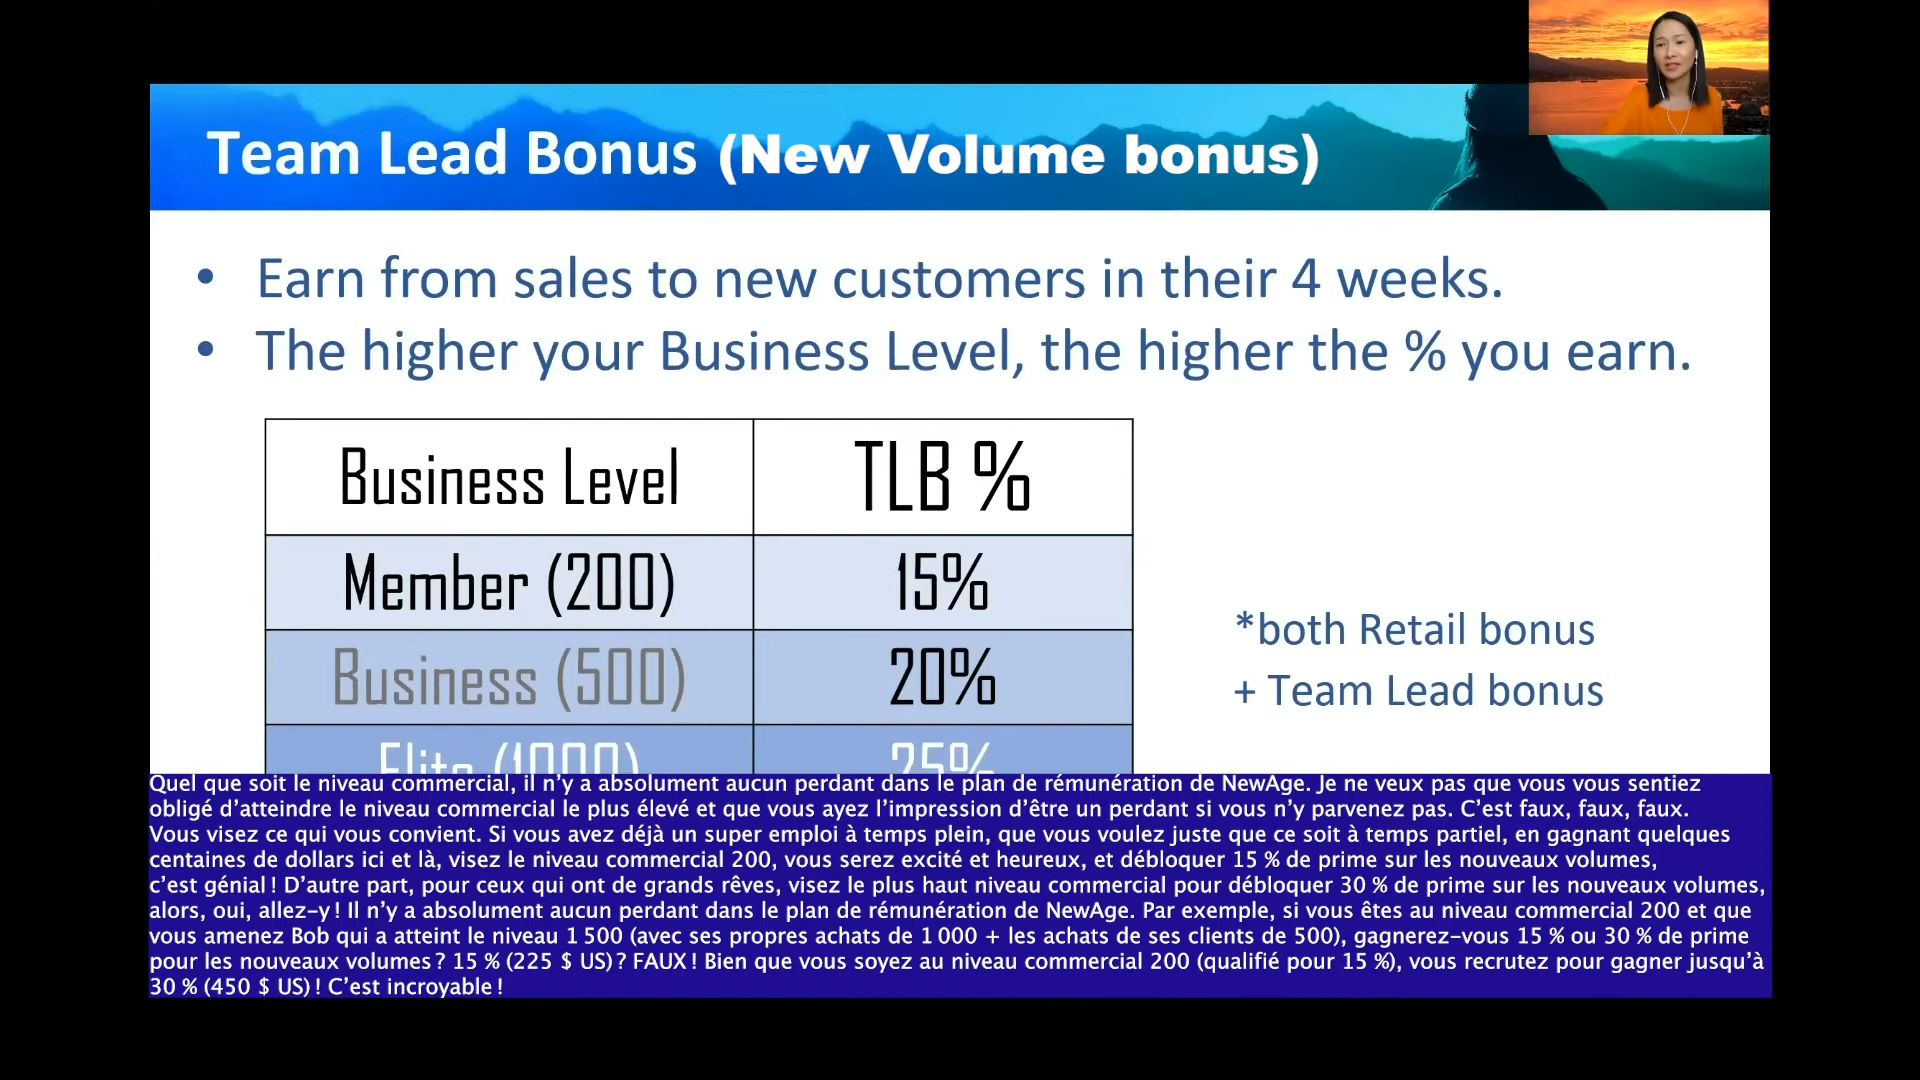 Team Lead Bonus (New Volume bonus)
• Earn from sales to new customers in their 4 weeks.
• The higher your Business Level, the higher the % you earn.
Business Level TLB %
Member (200) 15%
Business (500) 20%
Elite (1000) 25%
*both Retail bonus
+ Team Lead bonus
Quel que soit le niveau commercial, il n’y a absolument aucun perdant dans le plan de rémunération de NewAge. Je ne veux pas que vous vous sentiez
obligé d’atteindre le niveau commercial le plus élevé et que vous ayez l’impression d’être un perdant si vous n’y parvenez pas. C’est faux, faux, faux.
Vous visez ce qui vous convient. Si vous avez déjà un super emploi à temps plein, que vous voulez juste que ce soit à temps partiel, en gagnant quelques
centaines de dollars ici et là, visez le niveau commercial 200, vous serez excité et heureux, et débloquer 15 % de prime sur les nouveaux volumes,
c’est génial ! D’autre part, pour ceux qui ont de grands rêves, visez le plus haut niveau commercial pour débloquer 30 % de prime sur les nouveaux volumes,
alors, oui, allez-y ! Il n’y a absolument aucun perdant dans le plan de rémunération de NewAge. Par exemple, si vous êtes au niveau commercial 200 et que
vous amenez Bob qui a atteint le niveau 1 500 (avec ses propres achats de 1 000 + les achats de ses clients de 500), gagnerez-vous 15 % ou 30 % de prime
pour les nouveaux volumes ? 15 % (225 $ US) ? FAUX ! Bien que vous soyez au niveau commercial 200 (qualifié pour 15 %), vous recrutez pour gagner jusqu’à
30 % (450 $ US) ! C’est incroyable !